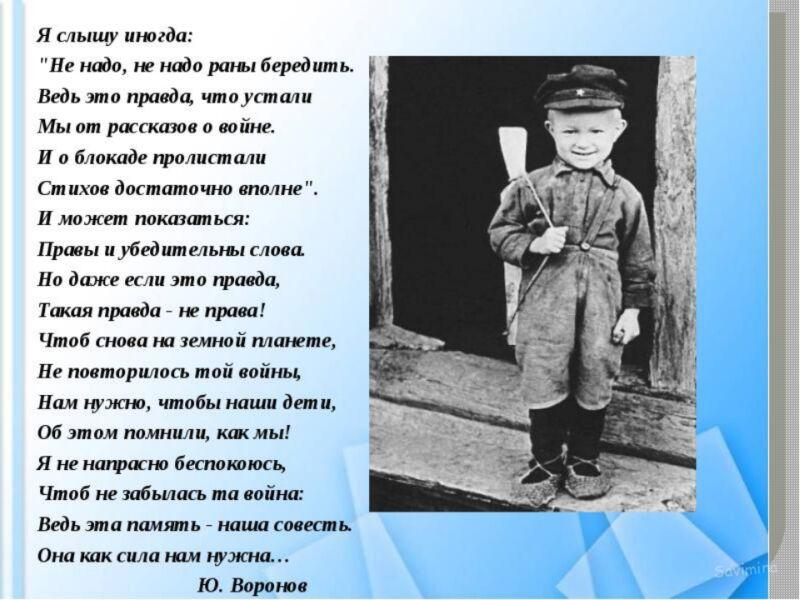 Я слышу иногда:
"Не надо, не надо раны бередить.
Ведь это правда, что устали
Мы от рассказов о войне.
И о блокаде пролистали
Стихов достаточно вполне".
И может показаться:
Правы и убедительны слова.
Но даже если это правда,
Такая правда - не права!
Чтоб снова на земной планете,
Не повторилось той войны,
Нам нужно, чтобы наши дети,
Об этом помнили, как мы!
Я не напрасно беспокоюсь,
Чтоб не забылась та война:
Ведь эта память - наша совесть.
Она как сила нам нужна…
Ю. Воронов
Savimina